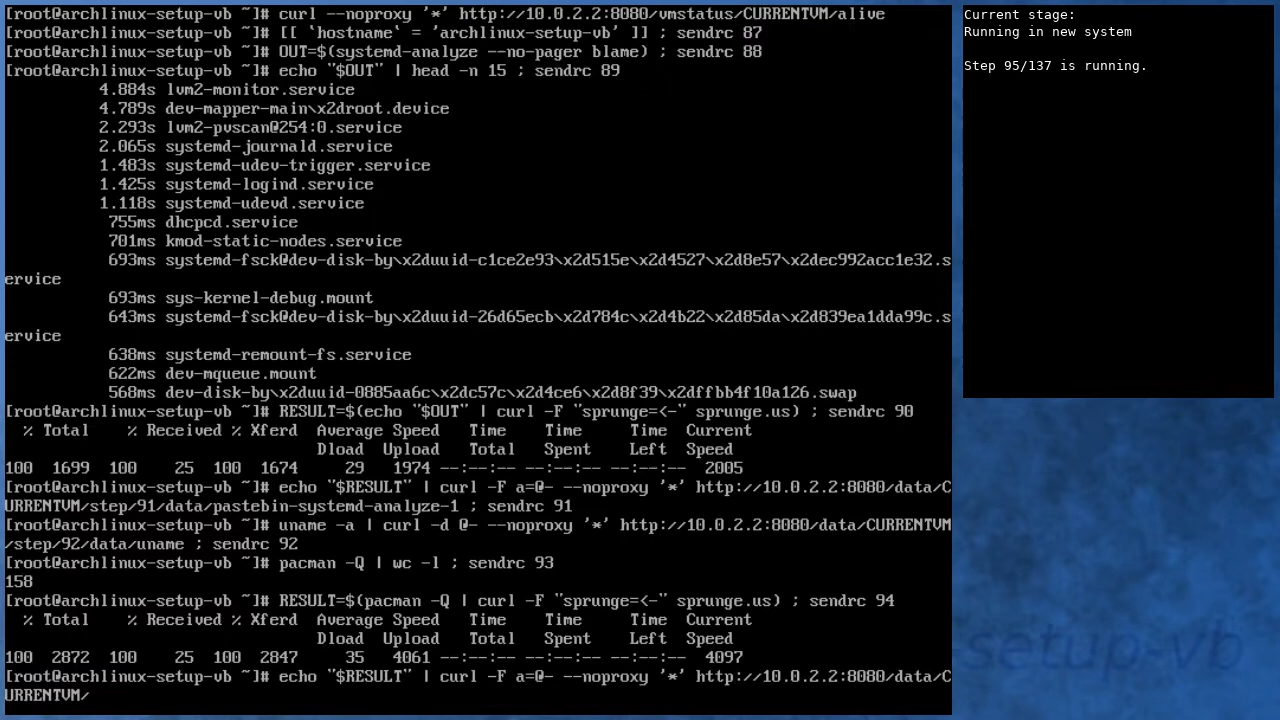 [root@archlinux-setup-vb ~]# curl --noproxy '*' http://10.0.2.2:8080/vmstatus/CURRENTVM/alive
[root@archlinux-setup-vb ~]# [[ `hostname` = 'archlinux-setup-vb' ]] ; sendrc 87
[root@archlinux-setup-vb ~]# OUT=$(systemd-analyze --no-pager blame) ; sendrc 88
[root@archlinux-setup-vb ~]# echo "$OUT" | head -n 15 ; sendrc 89
4.884s lvm2-monitor.service
4.789s dev-mapper-main\x2droot.device
2.293s lvm2-pvscan@254:0.service
2.065s systemd-journald.service
1.483s systemd-udev-trigger.service
1.425s systemd-logind.service
1.118s systemd-udevd.service
755ms dhcpcd.service
701ms kmod-static-nodes.service
693ms systemd-fsck@dev-disk-by\x2duuid-c1ce2e93\x2d515e\x2d4527\x2d8e57\x2dec992acc1e32.s
ervice
693ms sys-kernel-debug.mount
643ms systemd-fsck@dev-disk-by\x2duuid-26d65ecb\x2d784c\x2d4b22\x2d85da\x2d839ea1dda99c.s
ervice
638ms systemd-remount-fs.service
622ms dev-mqueue.mount
568ms dev-disk-by\x2duuid-0885aa6c\x2dc57c\x2d4ce6\x2d8f39\x2dffbb4f10a126.swap
[root@archlinux-setup-vb ~]# RESULT=$(echo "$OUT" | curl -F "sprunge=<-" sprunge.us) ; sendrc 90
% Total    % Received % Xferd  Average Speed   Time    Time     Time  Current
Dload  Upload   Total   Spent    Left  Speed
100  1699  100    25  100  1674     29   1974 --:--:-- --:--:-- --:--:--  2005
[root@archlinux-setup-vb ~]# echo "$RESULT" | curl -F a=@- --noproxy '*' http://10.0.2.2:8080/data/C
URRENTVM/step/91/data/pastebin-systemd-analyze-1 ; sendrc 91
[root@archlinux-setup-vb ~]# uname -a | curl -d @- --noproxy '*' http://10.0.2.2:8080/data/CURRENTVM
/step/92/data/uname ; sendrc 92
[root@archlinux-setup-vb ~]# pacman -Q | wc -l ; sendrc 93
158
[root@archlinux-setup-vb ~]# RESULT=$(pacman -Q | curl -F "sprunge=<-" sprunge.us) ; sendrc 94
% Total    % Received % Xferd  Average Speed   Time    Time     Time  Current
Dload  Upload   Total   Spent    Left  Speed
100  2872  100    25  100  2847     35   4061 --:--:-- --:--:-- --:--:--  4097
[root@archlinux-setup-vb ~]# echo "$RESULT" | curl -F a=@- --noproxy '*' http://10.0.2.2:8080/data/C
URRENTVM/
Current stage:
Running in new system
Step 95/137 is running.
setup-vb